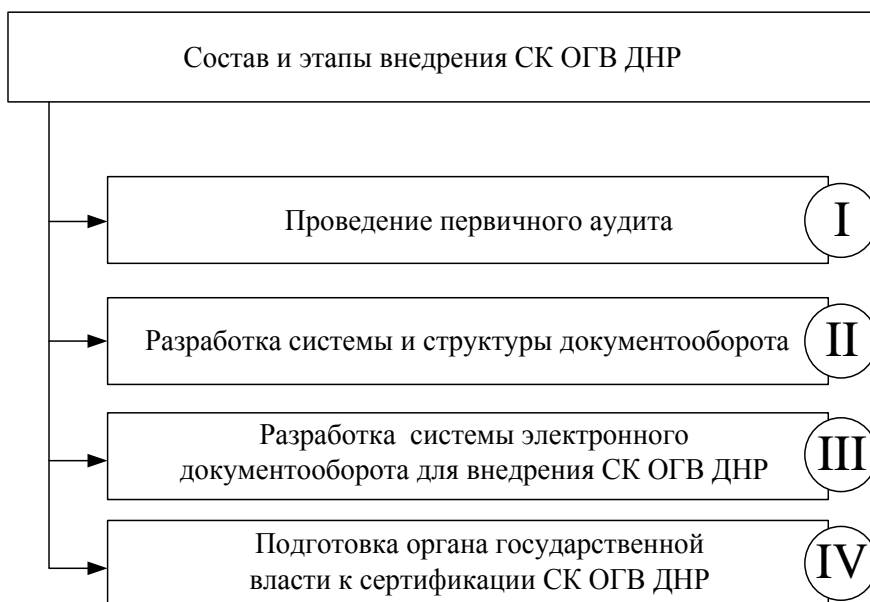 Состав и этапы внедрения СК ОГВ ДНР
Проведение первичного аудита
I
Разработка системы и структуры документооборота
II
Разработка системы электронного
документооборота для внедрения СК ОГВ ДНР
III
Подготовка органа государственной
власти к сертификации СК ОГВ ДНР
IV